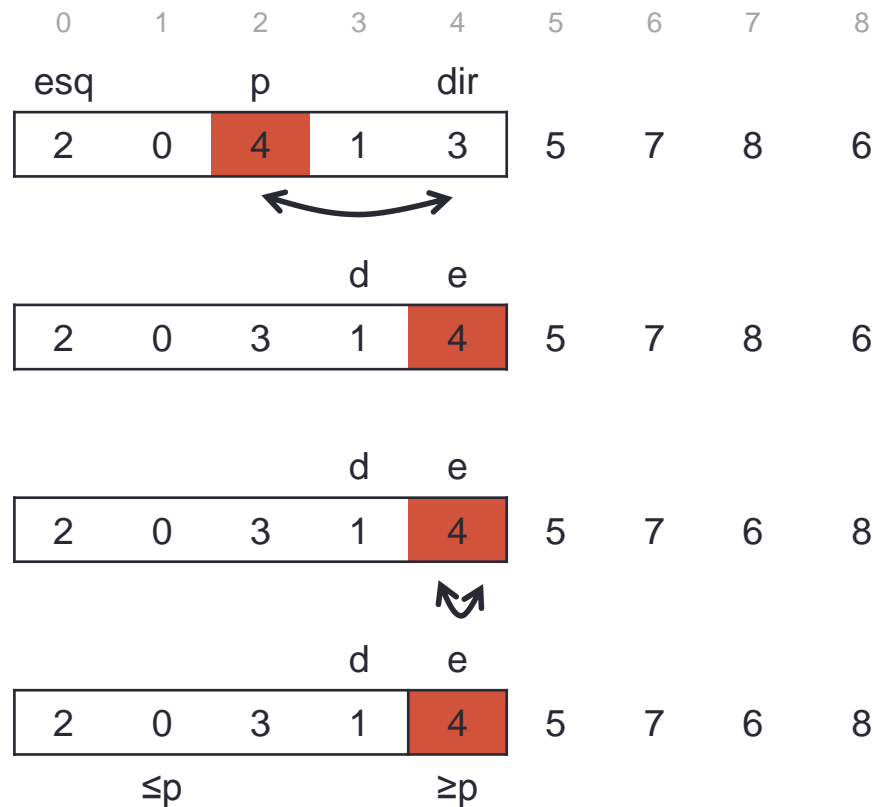 0 1 2 3 4 5 6 7 8
esq p dir
2 0 4 1 3 5 7 8 6
d e
2 0 3 1 4 5 7 8 6
d e
2 0 3 1 4 5 7 6 8
d e
2 0 3 1 4 5 7 6 8
≤p ≥p